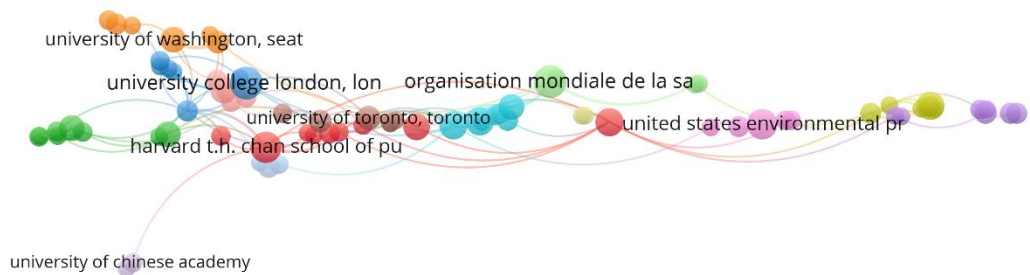 university of washington, seat
university college london, lon
organisation mondiale de la sa
university of toronto, toronto
united states environmental pr
harvard t.h. chan school of pu
university of chinese academy